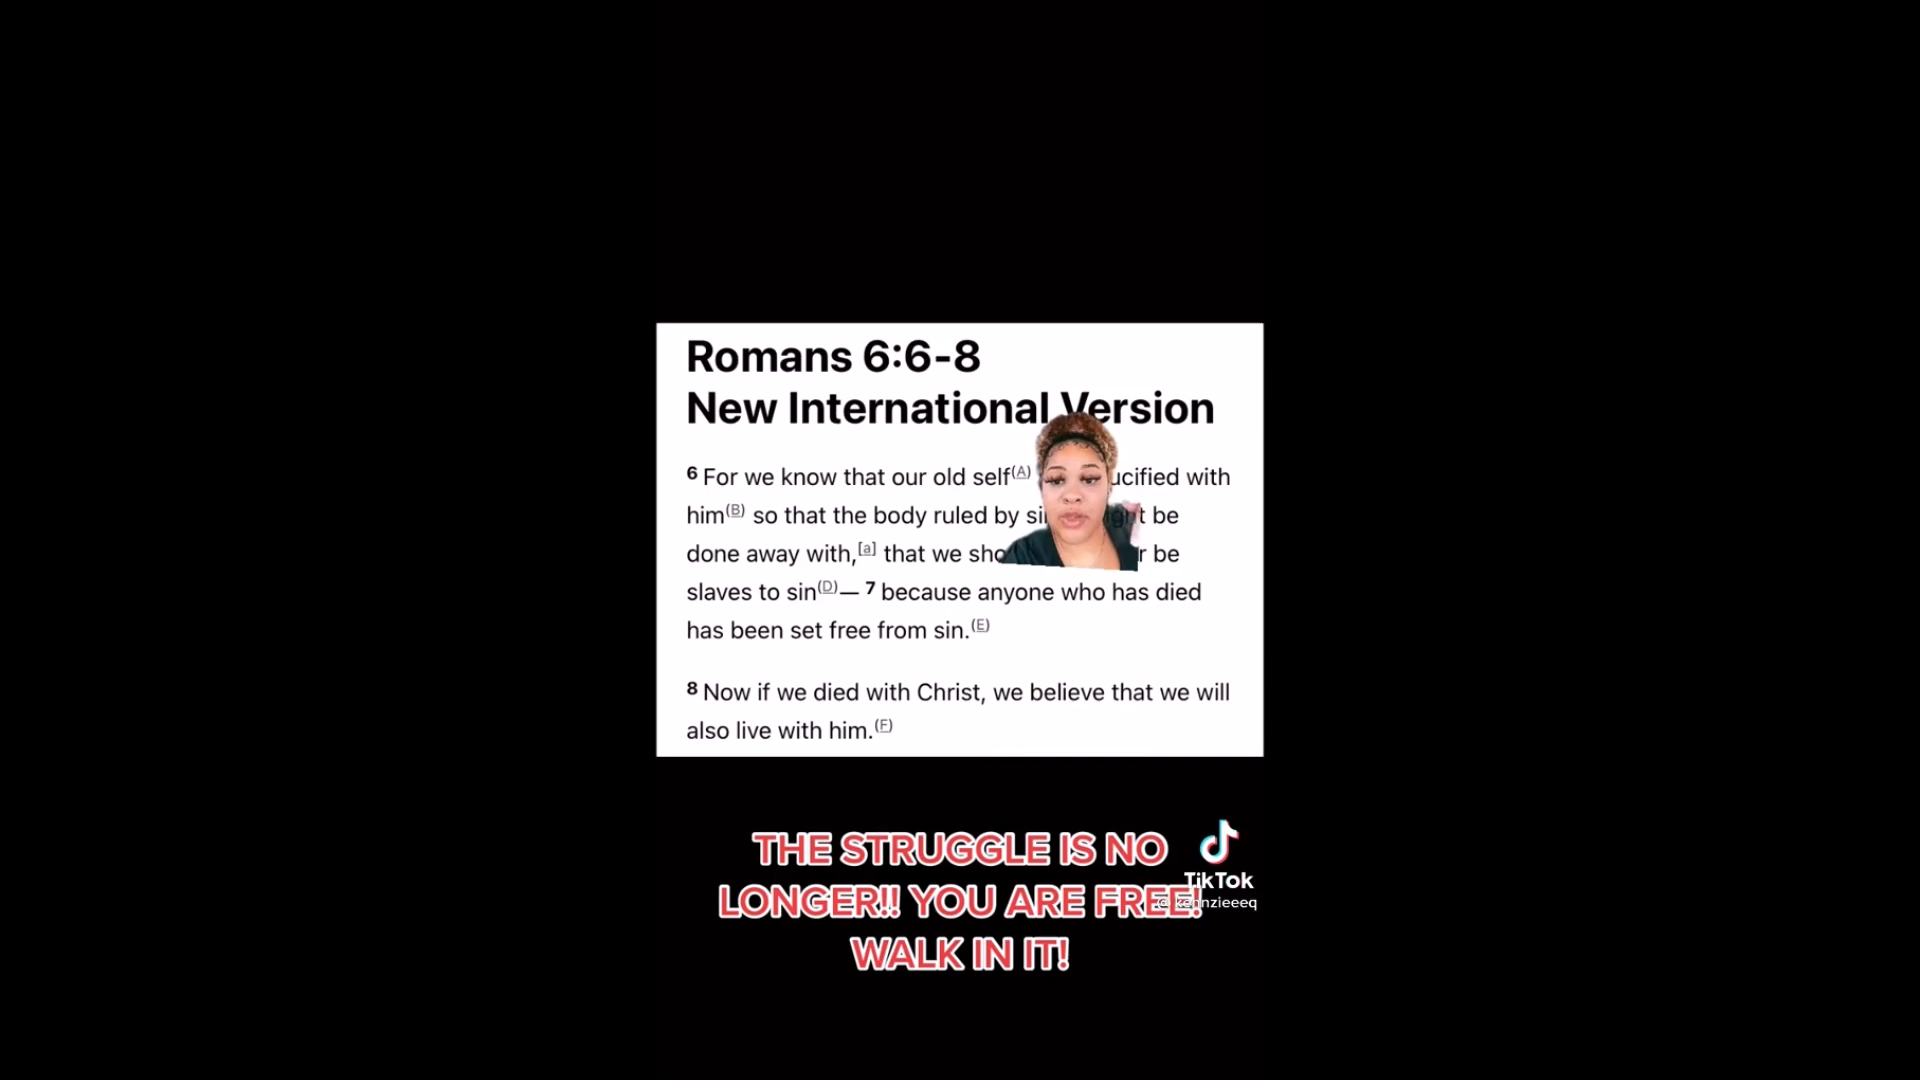 Romans 6:6-8
New International Version
6 For we know that our old self(A) ucified with
him(B) so that the body ruled by be
done away with,[a] that we be
slaves to sin(D)— 7 because anyone who has died
has been set free from sin.(E)
8 Now if we died with Christ, we believe that we will
also live with him.(F)
THE STRUGGLE IS NO
LONGER!! YOU ARE FREE!
WALK IN IT!
TikTok